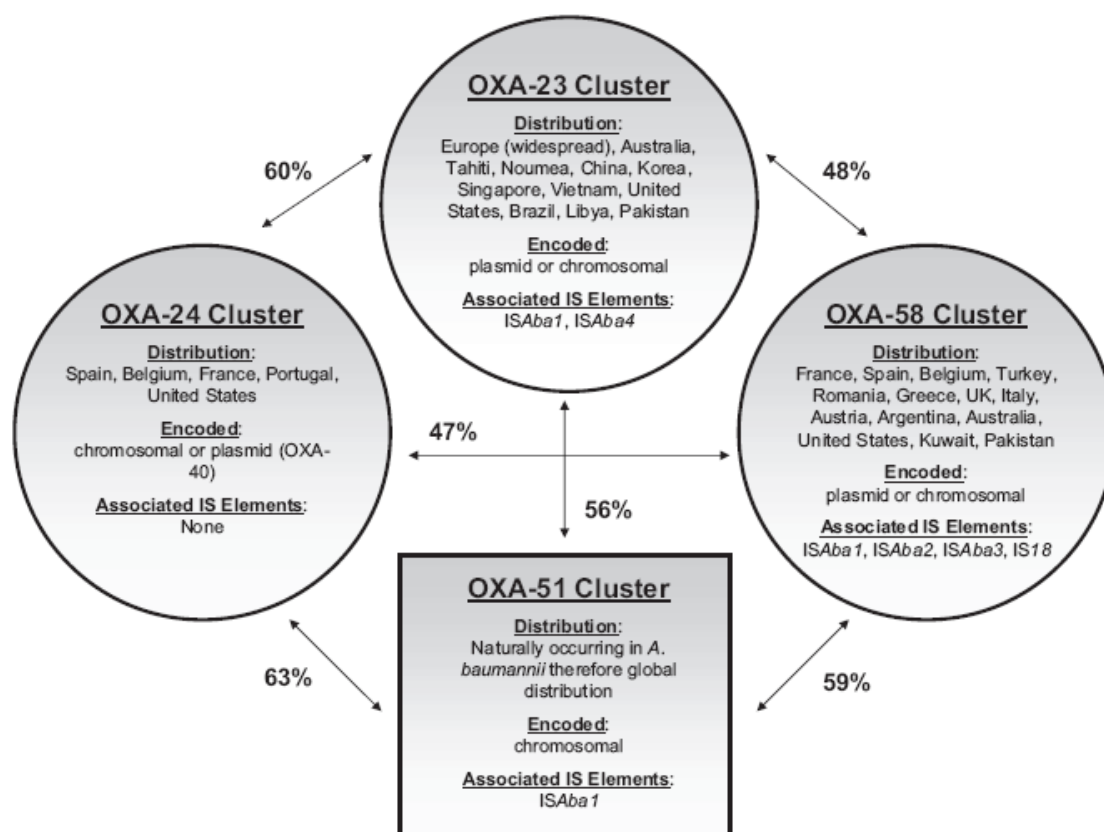 OXA-23 Cluster
Distribution:
Europe (widespread), Australia,
Tahiti, Noumea, China, Korea,
Singapore, Vietnam, United
States, Brazil, Libya, Pakistan
Encoded:
plasmid or chromosomal
Associated IS Elements:
ISAba1, ISAba4
60%
48%
OXA-24 Cluster
Distribution:
Spain, Belgium, France, Portugal,
United States
Encoded:
chromosomal or plasmid (OXA-
40)
Associated IS Elements:
None
OXA-58 Cluster
Distribution:
France, Spain, Belgium, Turkey,
Romania, Greece, UK, Italy,
Austria, Argentina, Australia,
United States, Kuwait, Pakistan
Encoded:
plasmid or chromosomal
Associated IS Elements:
ISAba1, ISAba2, ISAba3, IS18
47%
56%
OXA-51 Cluster
Distribution:
Naturally occurring in A.
baumannii therefore global
distribution
Encoded:
chromosomal
Associated IS Elements:
ISAba1
63%
59%